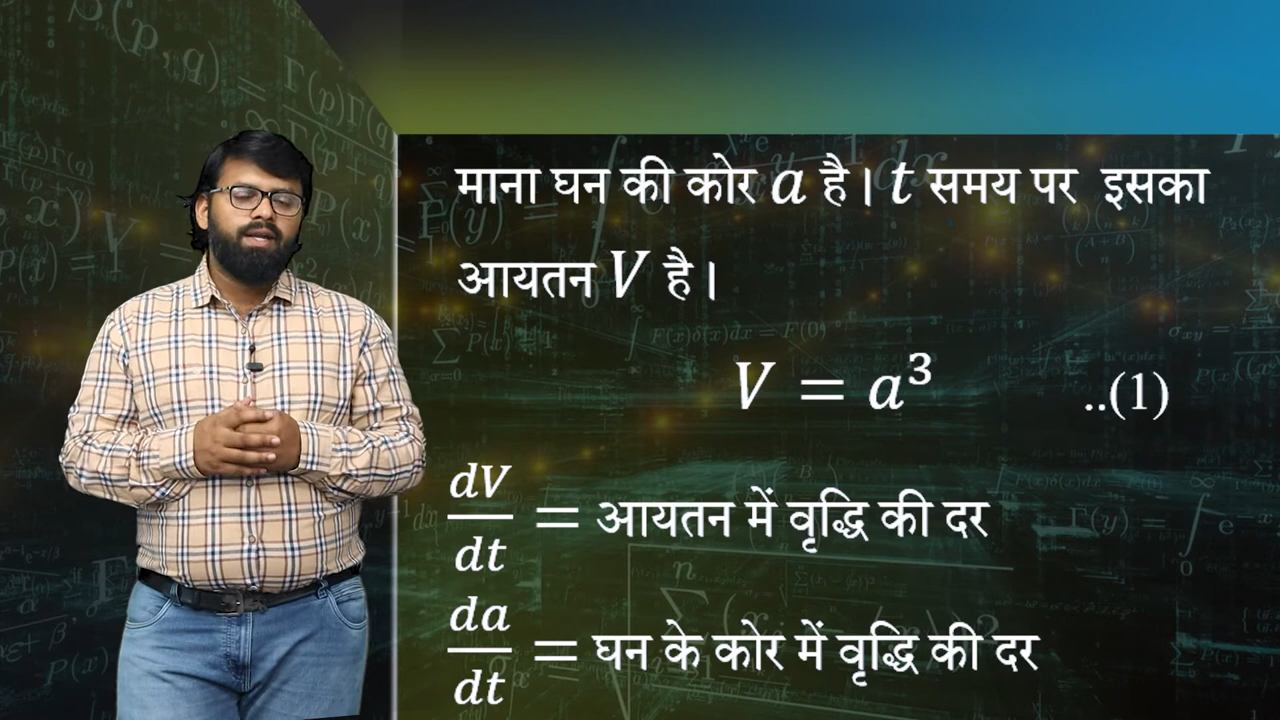 माना घन की कोर a है। t समय पर इसका
आयतन V है।
V = a³ ..(1)
dV/dt = आयतन में वृद्धि की दर
da/dt = घन के कोर में वृद्धि की दर